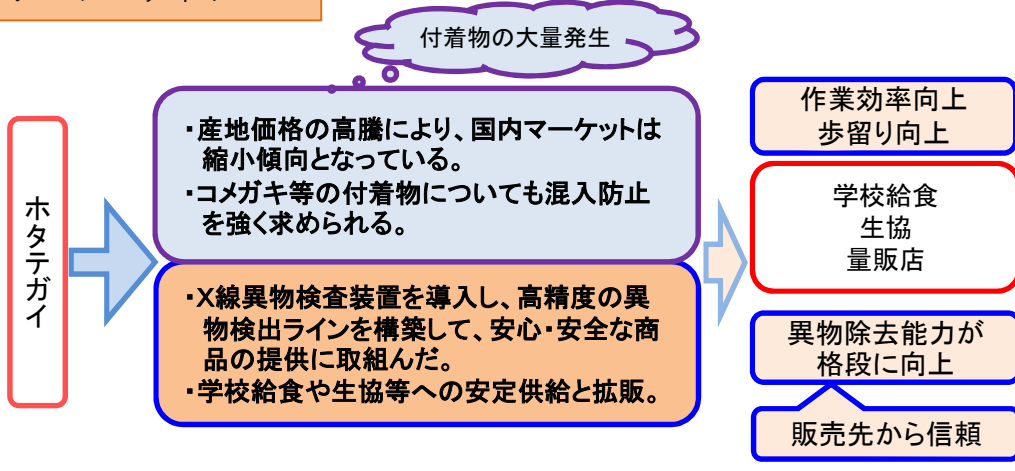 付着物の大量発生
ホタテガイ
・産地価格の高騰により、国内マーケットは
縮小傾向となっている。
・コメガキ等の付着物についても混入防止
を強く求められる。
・X線異物検査装置を導入し、高精度の異
物検出ラインを構築して、安心・安全な商
品の提供に取組んだ。
・学校給食や生協等への安定供給と拡販。
作業効率向上
歩留り向上
学校給食
生協
量販店
異物除去能力が
格段に向上
販売先から信頼